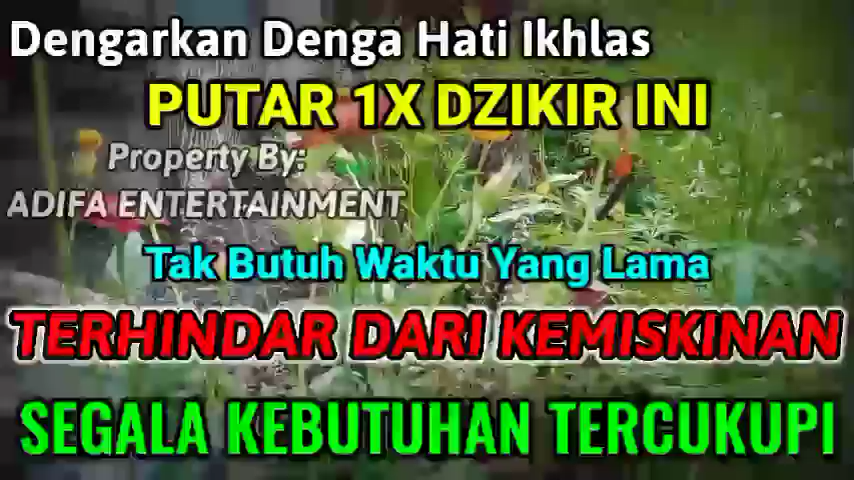 Dengarkan Denga Hati Ikhlas
PUTAR 1X DZIKIR INI
Property By:
ADIFA ENTERTAINMENT
Tak Butuh Waktu Yang Lama
TERHINDAR DARI KEMISKINAN
SEGALA KEBUTUHAN TERCUKUPI